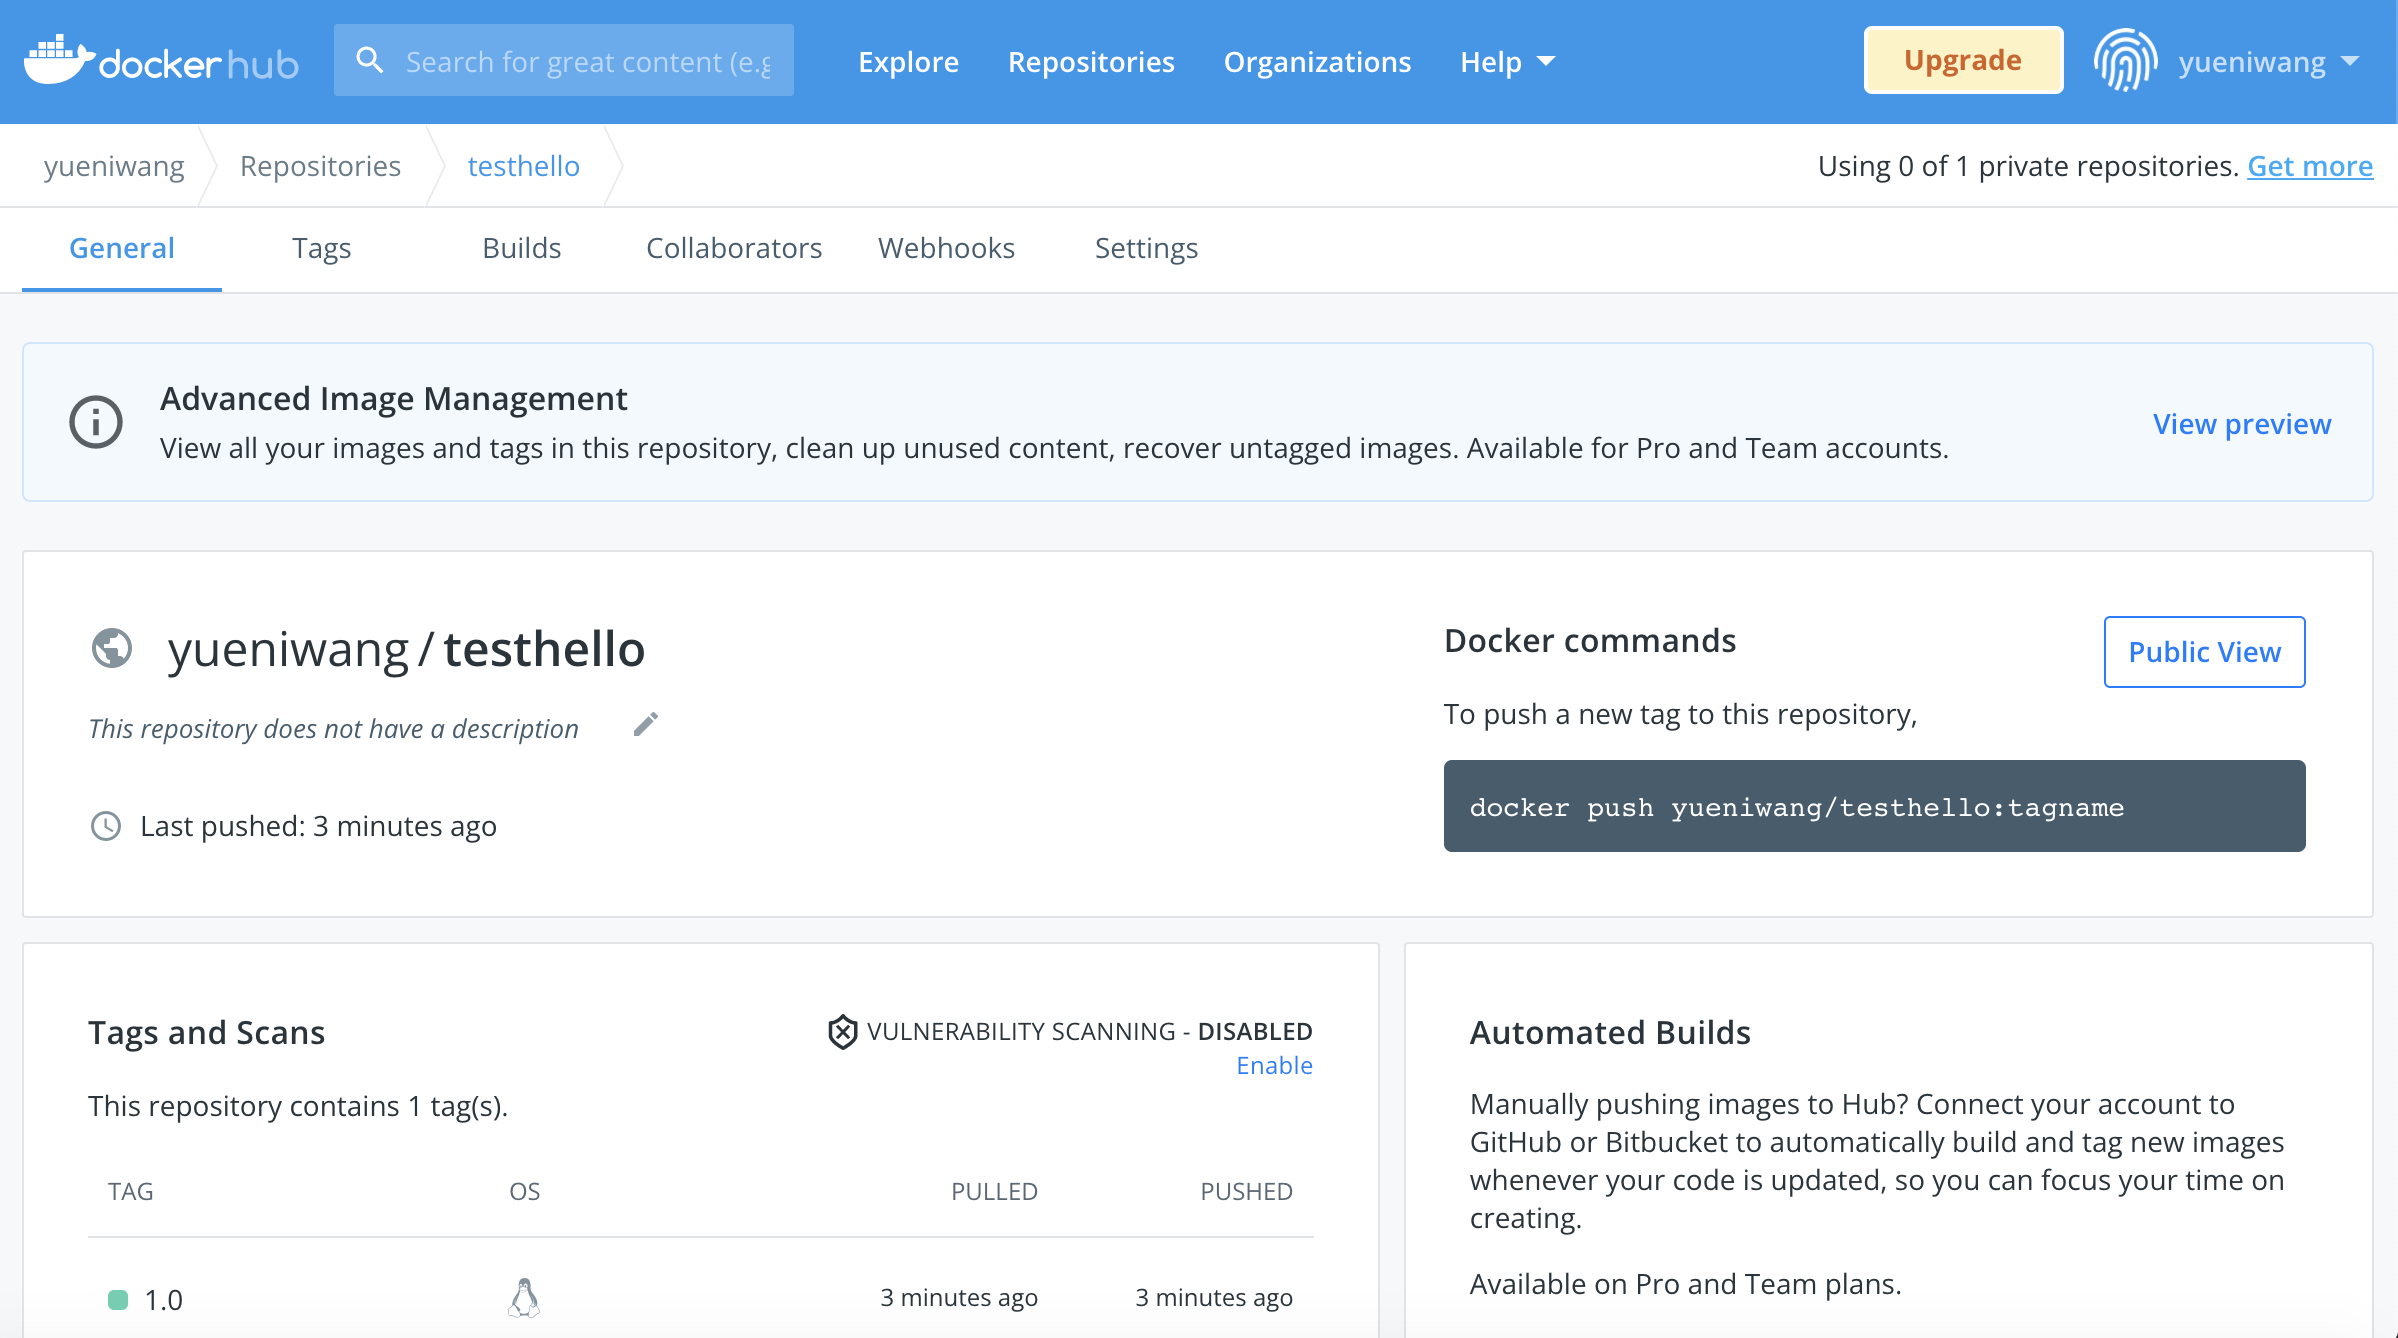 docker hub
Search for great content (e.g
Explore
Repositories
Organizations
Help
Upgrade
yueniwang
yueniwang
Repositories
testhello
Using 0 of 1 private repositories. Get more
General
Tags
Builds
Collaborators
Webhooks
Settings
Advanced Image Management
View all your images and tags in this repository, clean up unused content, recover untagged images. Available for Pro and Team accounts.
View preview
yueniwang / testhello
This repository does not have a description
Last pushed: 3 minutes ago
Docker commands
Public View
To push a new tag to this repository,
docker push yueniwang/testhello:tagname
Tags and Scans
VULNERABILITY SCANNING - DISABLED
Enable
This repository contains 1 tag(s).
TAG
OS
PULLED
PUSHED
1.0
3 minutes ago
3 minutes ago
Automated Builds
Manually pushing images to Hub? Connect your account to
GitHub or Bitbucket to automatically build and tag new images
whenever your code is updated, so you can focus your time on
creating.
Available on Pro and Team plans.